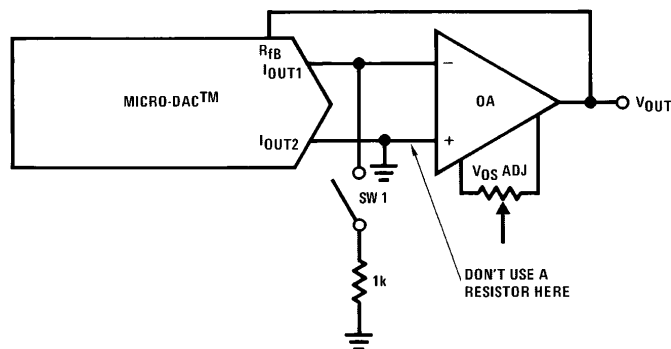 RfB
IOUT1
MICRO-DAC™
IOUT2
−
+
OA
VOUT
VOS ADJ
SW 1
1k
DON'T USE A
RESISTOR HERE